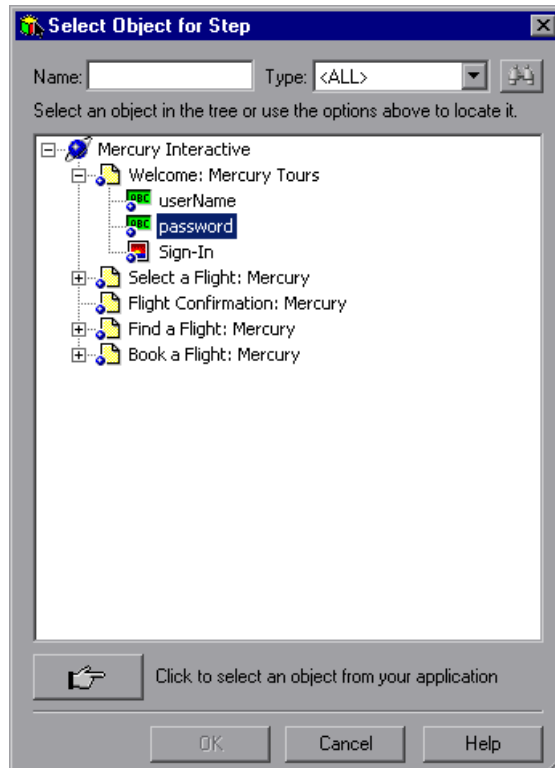 Select Object for Step
Name: Type: <ALL>
Select an object in the tree or use the options above to locate it.
Mercury Interactive
Welcome: Mercury Tours
ABC userName
ABC password
Sign-In
Select a Flight: Mercury
Flight Confirmation: Mercury
Find a Flight: Mercury
Book a Flight: Mercury
Click to select an object from your application
OK Cancel Help